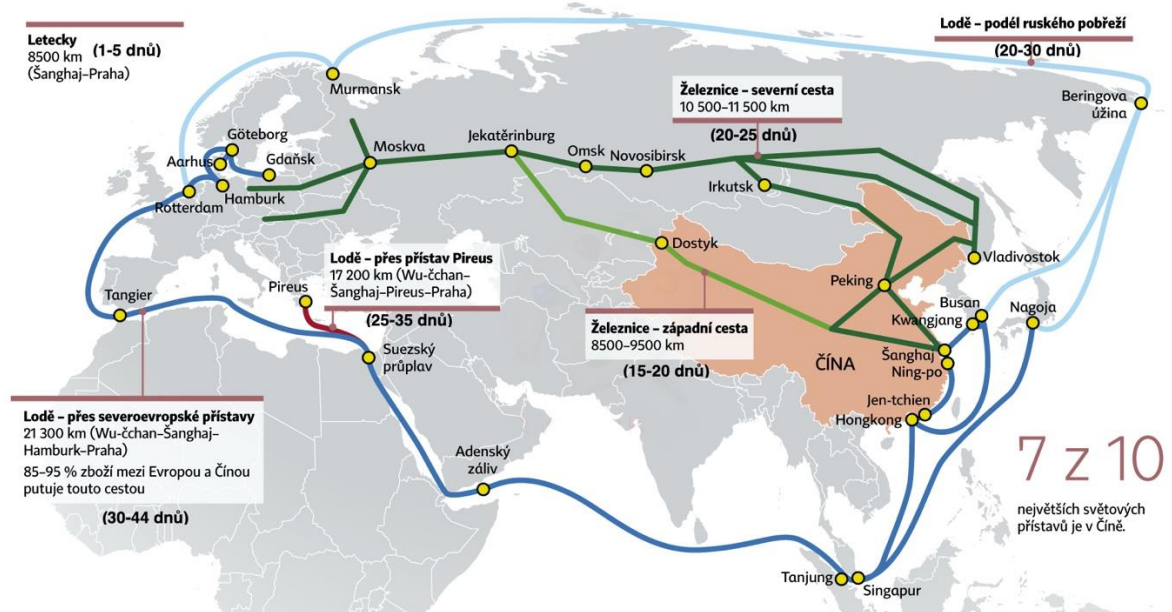 Letecky
(1-5 dnů)
8500 km
(Šanghaj–Praha)
Lodě – podél ruského pobřeží
(20-30 dnů)
Murmansk
Železnice – severní cesta
10 500–11 500 km
(20-25 dnů)
Beringova
úžina
Göteborg
Aarhus
Gdaňsk
Hamburk
Rotterdam
Moskva
Jekatěrinburg
Omsk
Novosibirsk
Irkutsk
Dostyk
Vladivostok
Lodě – přes přístav Pireus
17 200 km (Wu-čchan–
Šanghaj-Pireus–Praha)
(25-35 dnů)
Pireus
Tangier
Suezský
průplav
Železnice – západní cesta
8500–9500 km
(15-20 dnů)
Peking
Busan
Kwangjang
Nagoja
ČÍNA
Šanghaj
Ning-po
Jen-tchien
Hongkong
Lodě – přes severoevropské přístavy
21 300 km (Wu-čchan–Šanghaj–
Hamburk–Praha)
85–95 % zboží mezi Evropou a Čínou
putuje touto cestou
(30-44 dnů)
Adenský
záliv
7 z 10
největších světových
přístavů je v Číně.
Tanjung
Singapur